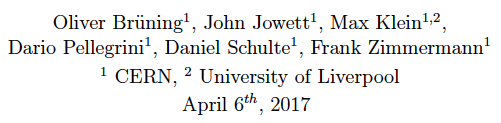 Oliver Brüning¹, John Jowett¹, Max Klein¹,²,
Dario Pellegrini¹, Daniel Schulte¹, Frank Zimmermann¹
¹ CERN, ² University of Liverpool
April 6ᵗʰ, 2017